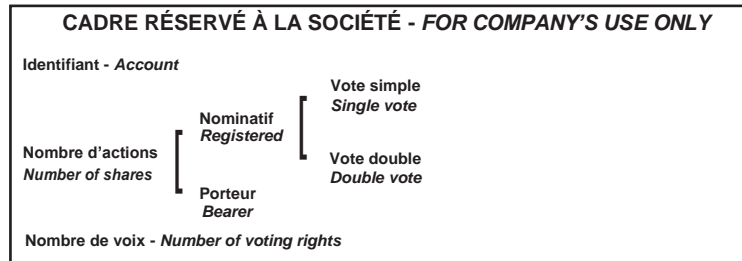 CADRE RÉSERVÉ À LA SOCIÉTÉ - FOR COMPANY'S USE ONLY
Identifiant - Account
Vote simple
Single vote
Nominatif
Registered
Nombre d'actions
Number of shares
Vote double
Double vote
Porteur
Bearer
Nombre de voix - Number of voting rights